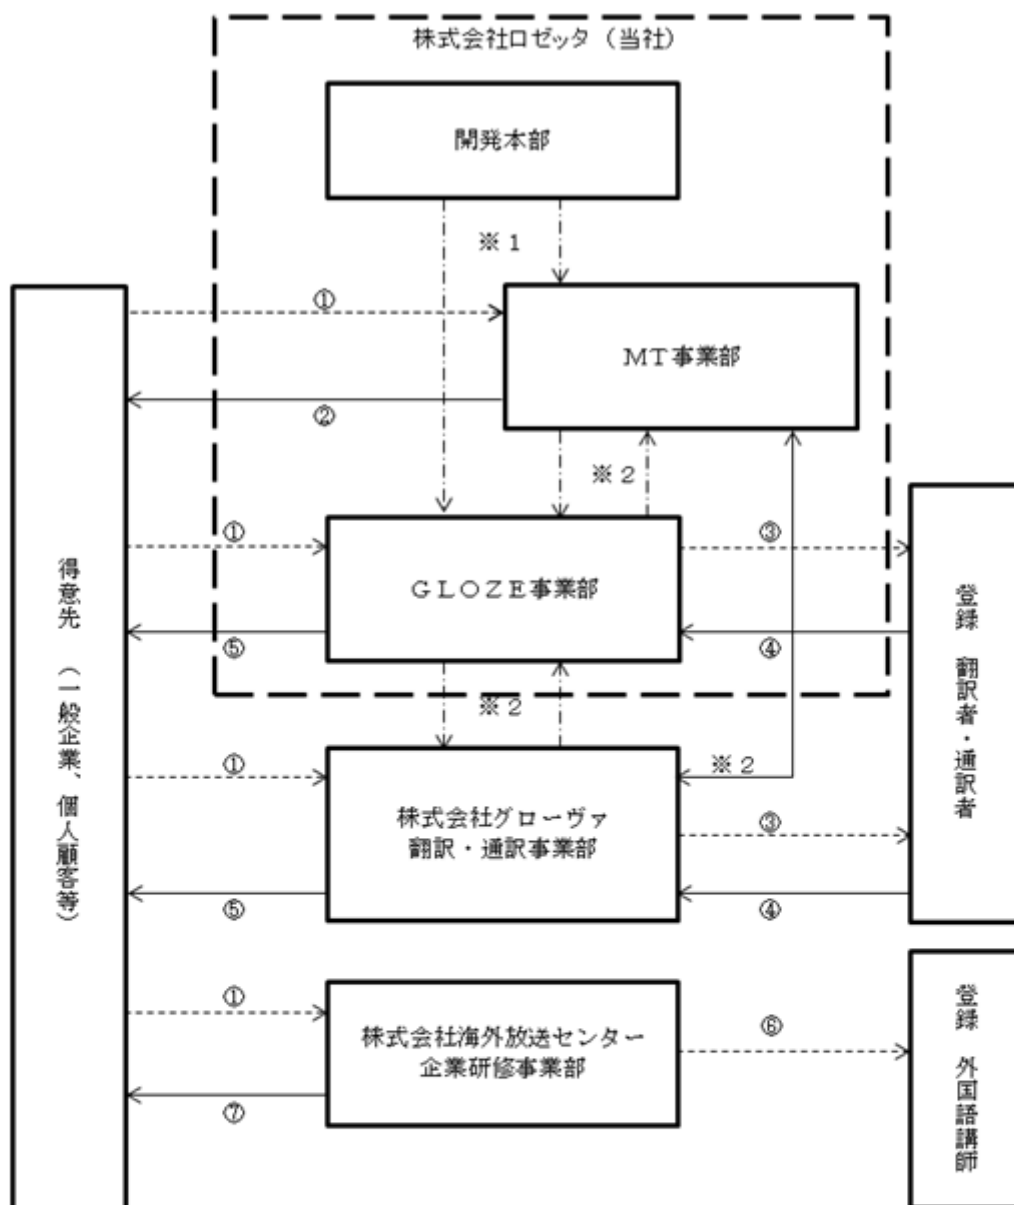 株式会社ロゼッタ（当社）
開発本部
※１
①
ＭＴ事業部
②
※２
①
③
ＧＬＯＺＥ事業部
⑤
④
※２
①
※２
株式会社グローヴァ
翻訳・通訳事業部
③
⑤
④
①
株式会社海外放送センター
企業研修事業部
⑥
⑦
得意先　（一般企業、個人顧客等）
登録　翻訳者・通訳者
登録　外国語講師